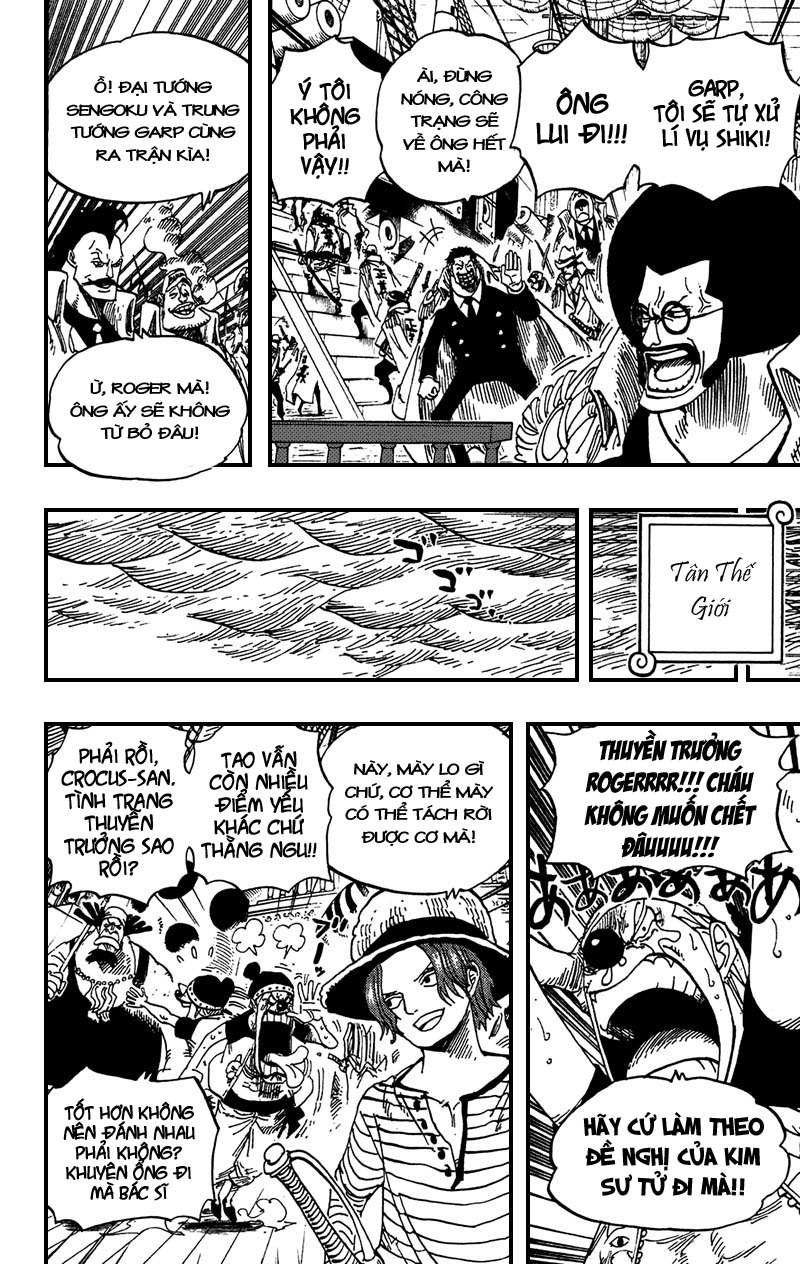 GARP,
TÔI SẼ TỰ XỬ
LÍ VỤ SHIKI!
ÔNG
LUI ĐI!!!
ÀI, ĐỪNG
NÓNG, CÔNG
TRẠNG SẼ
VỀ ÔNG HẾT
MÀ!
Ý TÔI
KHÔNG
PHẢI
VẬY!!
Ồ! ĐẠI TƯỚNG
SENGOKU VÀ TRUNG
TƯỚNG GARP CÙNG
RA TRẬN KÌA!
Ừ, ROGER MÀ!
ÔNG ẤY SẼ KHÔNG
TỪ BỎ ĐÂU!
Tân Thế
Giới
ゴゴゴ
THUYỀN TRƯỞNG
ROGERRRR!!! CHÁU
KHÔNG MUỐN CHẾT
ĐÂUUUU!!!
HÃY CỨ LÀM THEO
ĐỀ NGHỊ CỦA KIM
SƯ TỬ ĐI MÀ!!
NÀY, MÀY LO GÌ
CHỨ, CƠ THỂ MÀY
CÓ THỂ TÁCH RỜI
ĐƯỢC CƠ MÀ!
TAO VẪN
CÒN NHIỀU
ĐIỂM YẾU
KHÁC CHỨ
THẰNG NGU!!
PHẢI RỒI,
CROCUS-SAN,
TÌNH TRẠNG
THUYỀN
TRƯỞNG SAO
RỒI?
TỐT HƠN KHÔNG
NÊN ĐÁNH NHAU
PHẢI KHÔNG?
KHUYÊN ỔNG ĐI
MÀ BÁC SĨ